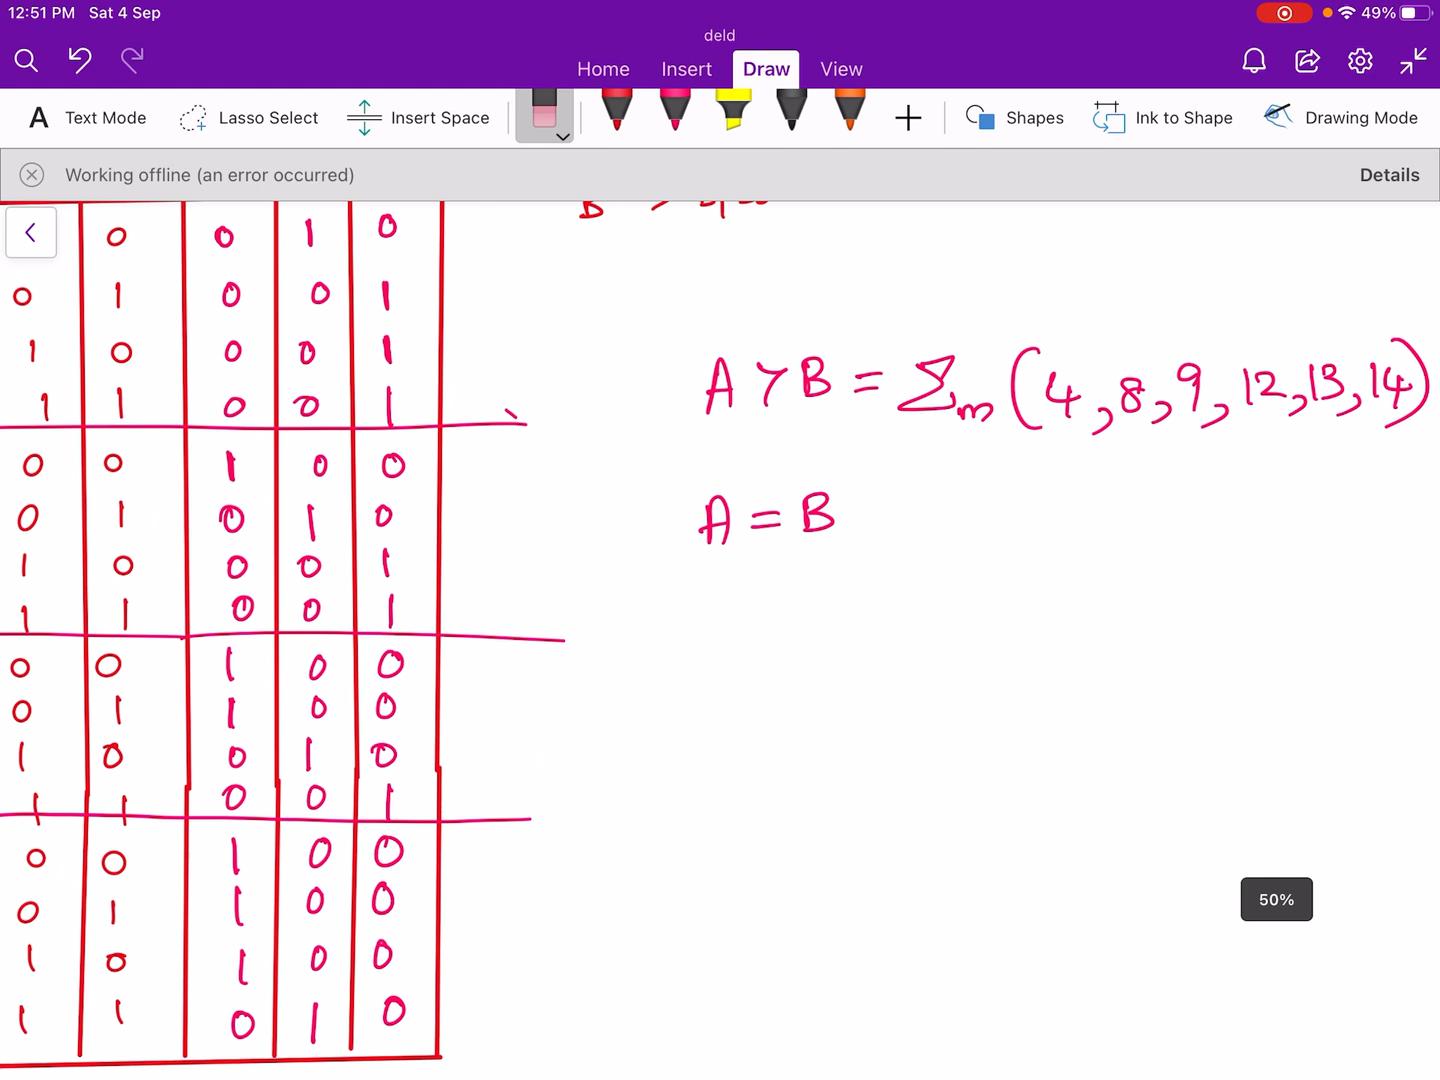 12:51 PM Sat 4 Sep 49%
deld
Home Insert Draw View
A Text Mode Lasso Select Insert Space Shapes Ink to Shape Drawing Mode
Working offline (an error occurred) Details
B >
0 0 1 0
0 1 0 0 1
1 0 0 0 1
1 1 0 0 1
A > B = Σm (4, 8, 9, 12, 13, 14)
0 0 1 0 0
0 1 0 1 0
A = B
1 0 0 0 1
1 1 0 0 1
0 0 1 0 0
0 1 1 0 0
1 0 0 1 0
1 1 0 0 1
0 0 1 0 0
0 1 1 0 0
50%
1 0 1 0 0
1 1 0 1 0